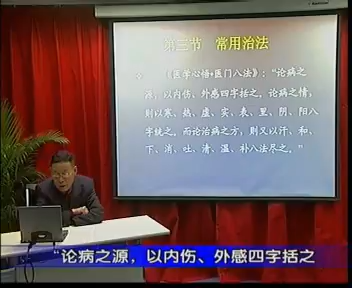 第三节 常用治法
《医学心悟•医门八法》:“论病之
源，以内伤、外感四字括之。论病之情，
则以寒、热、虚、实、表、里、阴、阳八
字统之。而论治病之方，则又以汗、和、
下、消、吐、清、温、补八法尽之。”
“论病之源，以内伤、外感四字括之